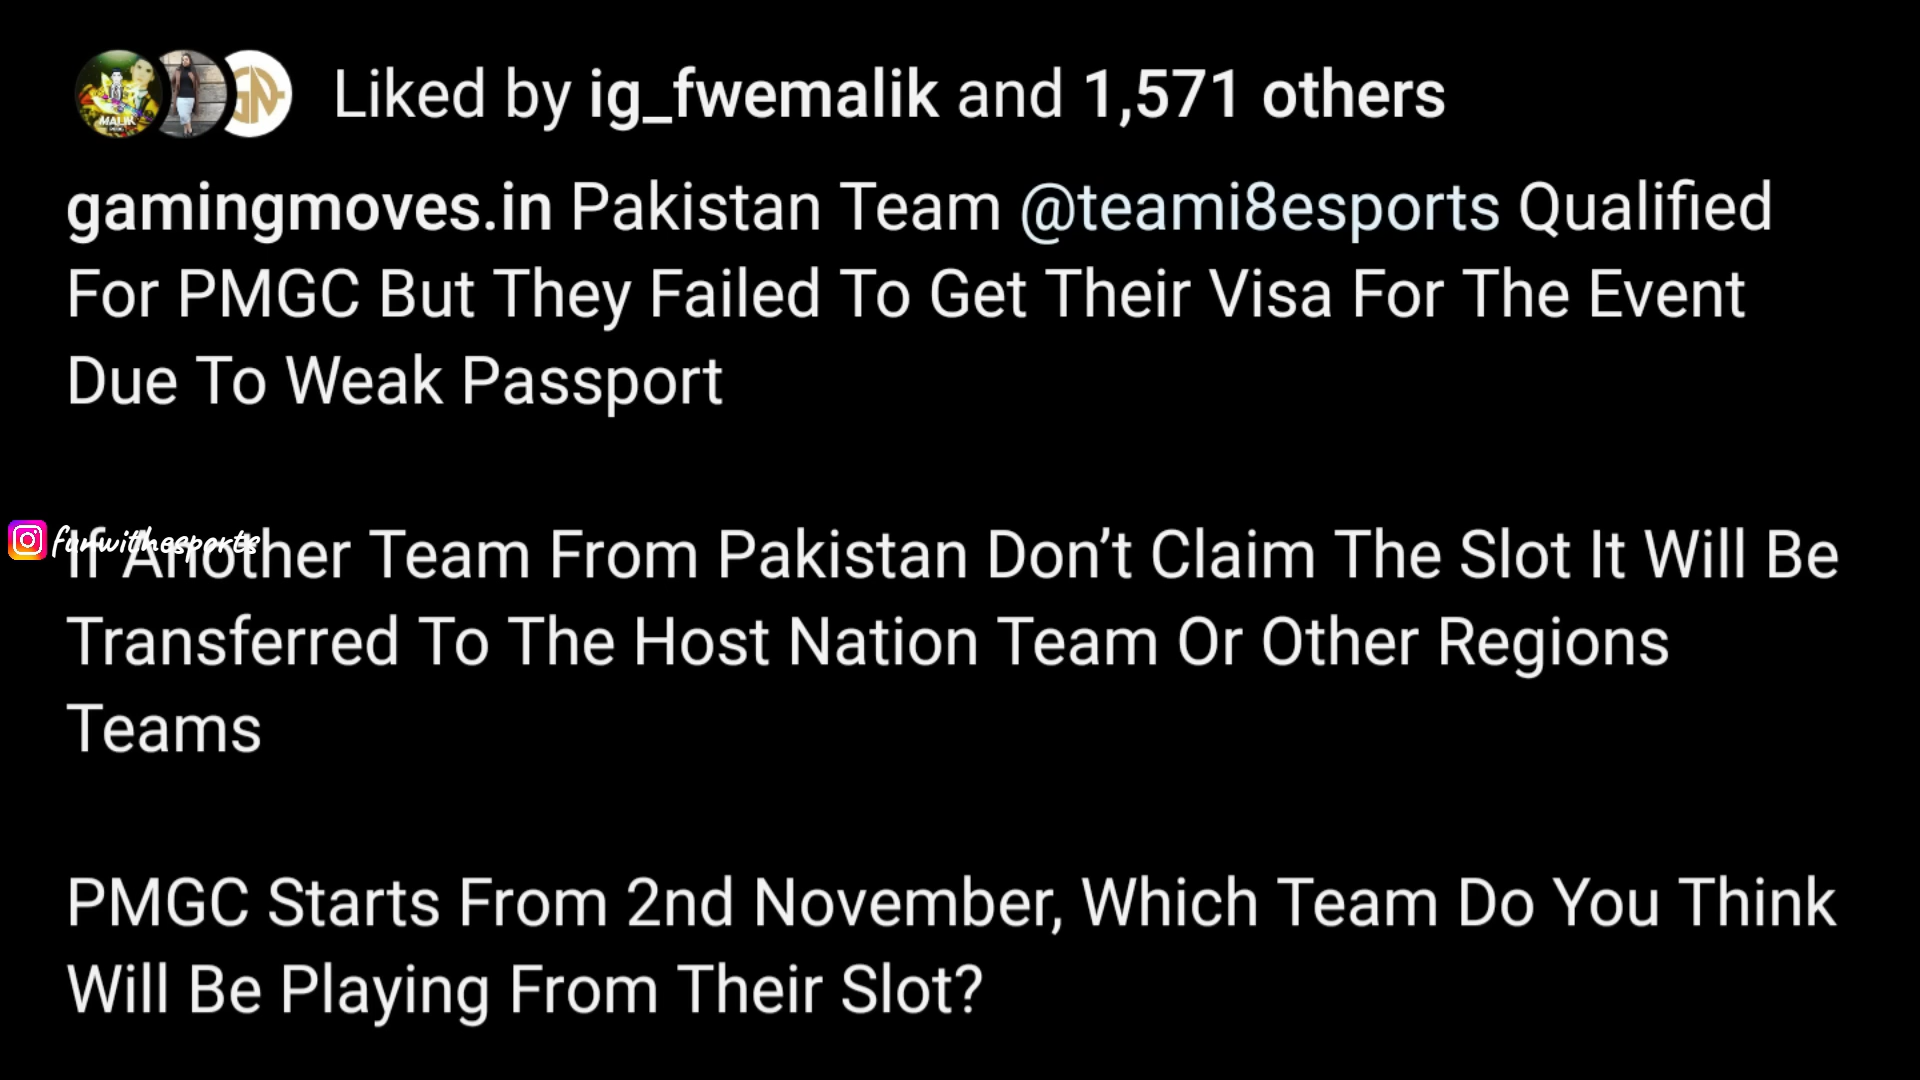 Liked by ig_fwemalik and 1,571 others
gamingmoves.in Pakistan Team @teami8esports Qualified
For PMGC But They Failed To Get Their Visa For The Event
Due To Weak Passport
funwithesports
If Another Team From Pakistan Don’t Claim The Slot It Will Be
Transferred To The Host Nation Team Or Other Regions
Teams
PMGC Starts From 2nd November, Which Team Do You Think
Will Be Playing From Their Slot?
MALIK
GN